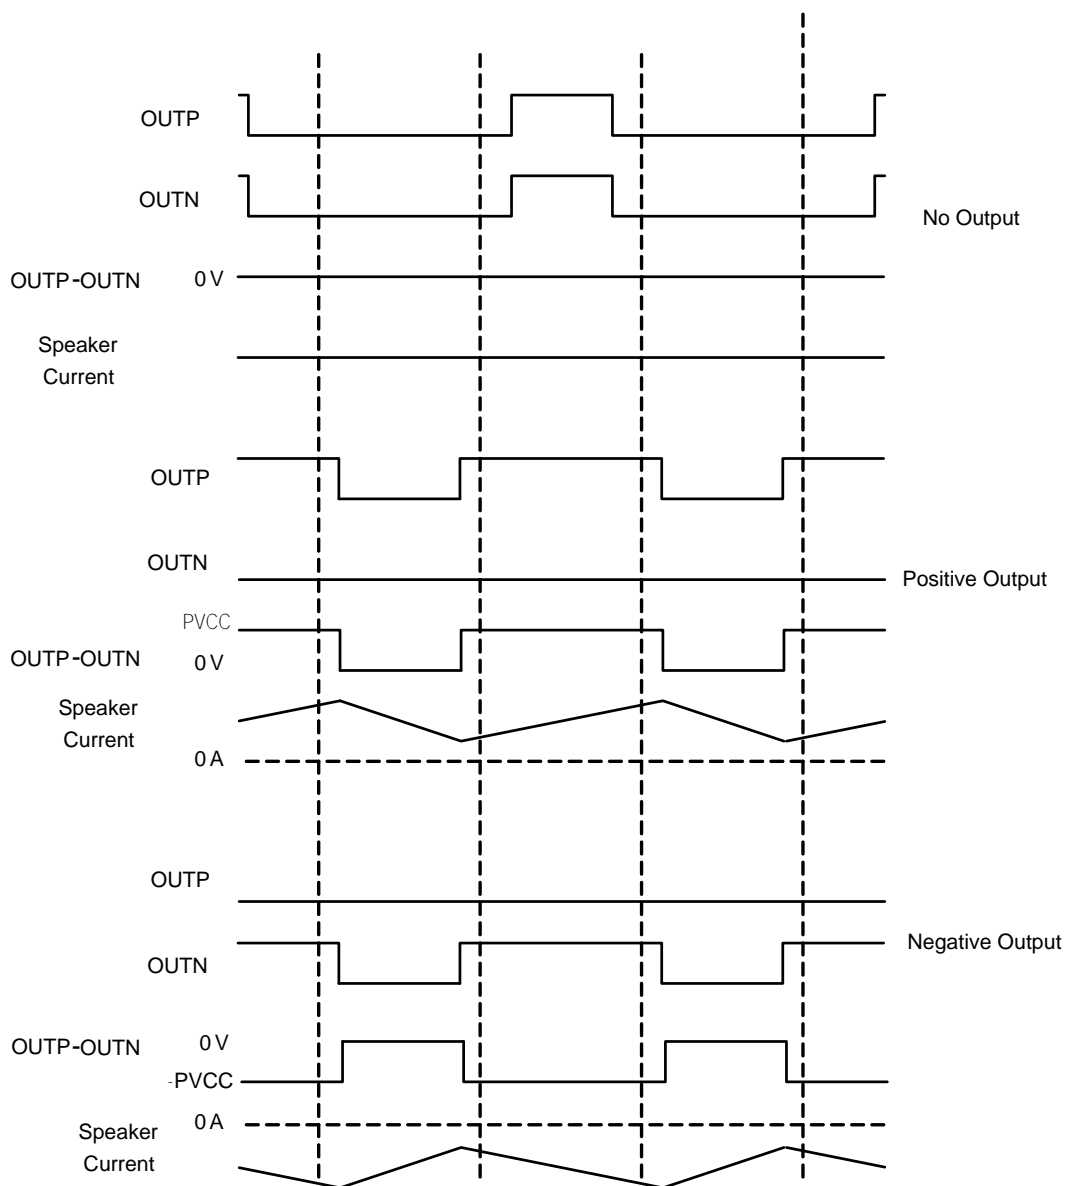 OUTP
OUTN
No Output
OUTP-OUTN 0 V
Speaker
Current
OUTP
OUTN
Positive Output
PVCC
OUTP-OUTN 0 V
Speaker
Current
0 A
OUTP
Negative Output
OUTN
OUTP-OUTN 0 V
-PVCC
0 A
Speaker
Current